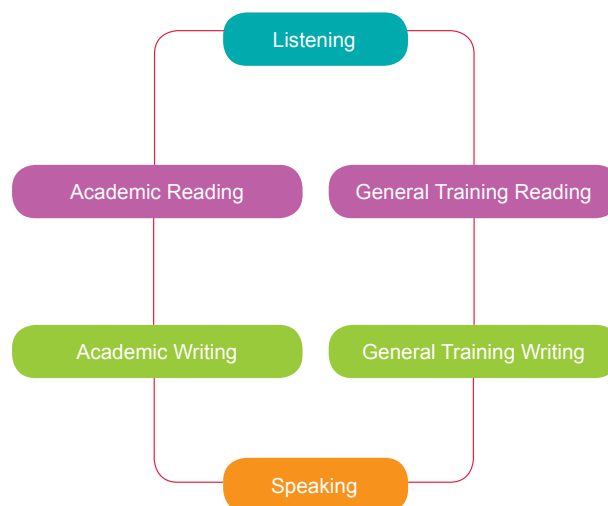 Listening
Academic Reading
General Training Reading
Academic Writing
General Training Writing
Speaking